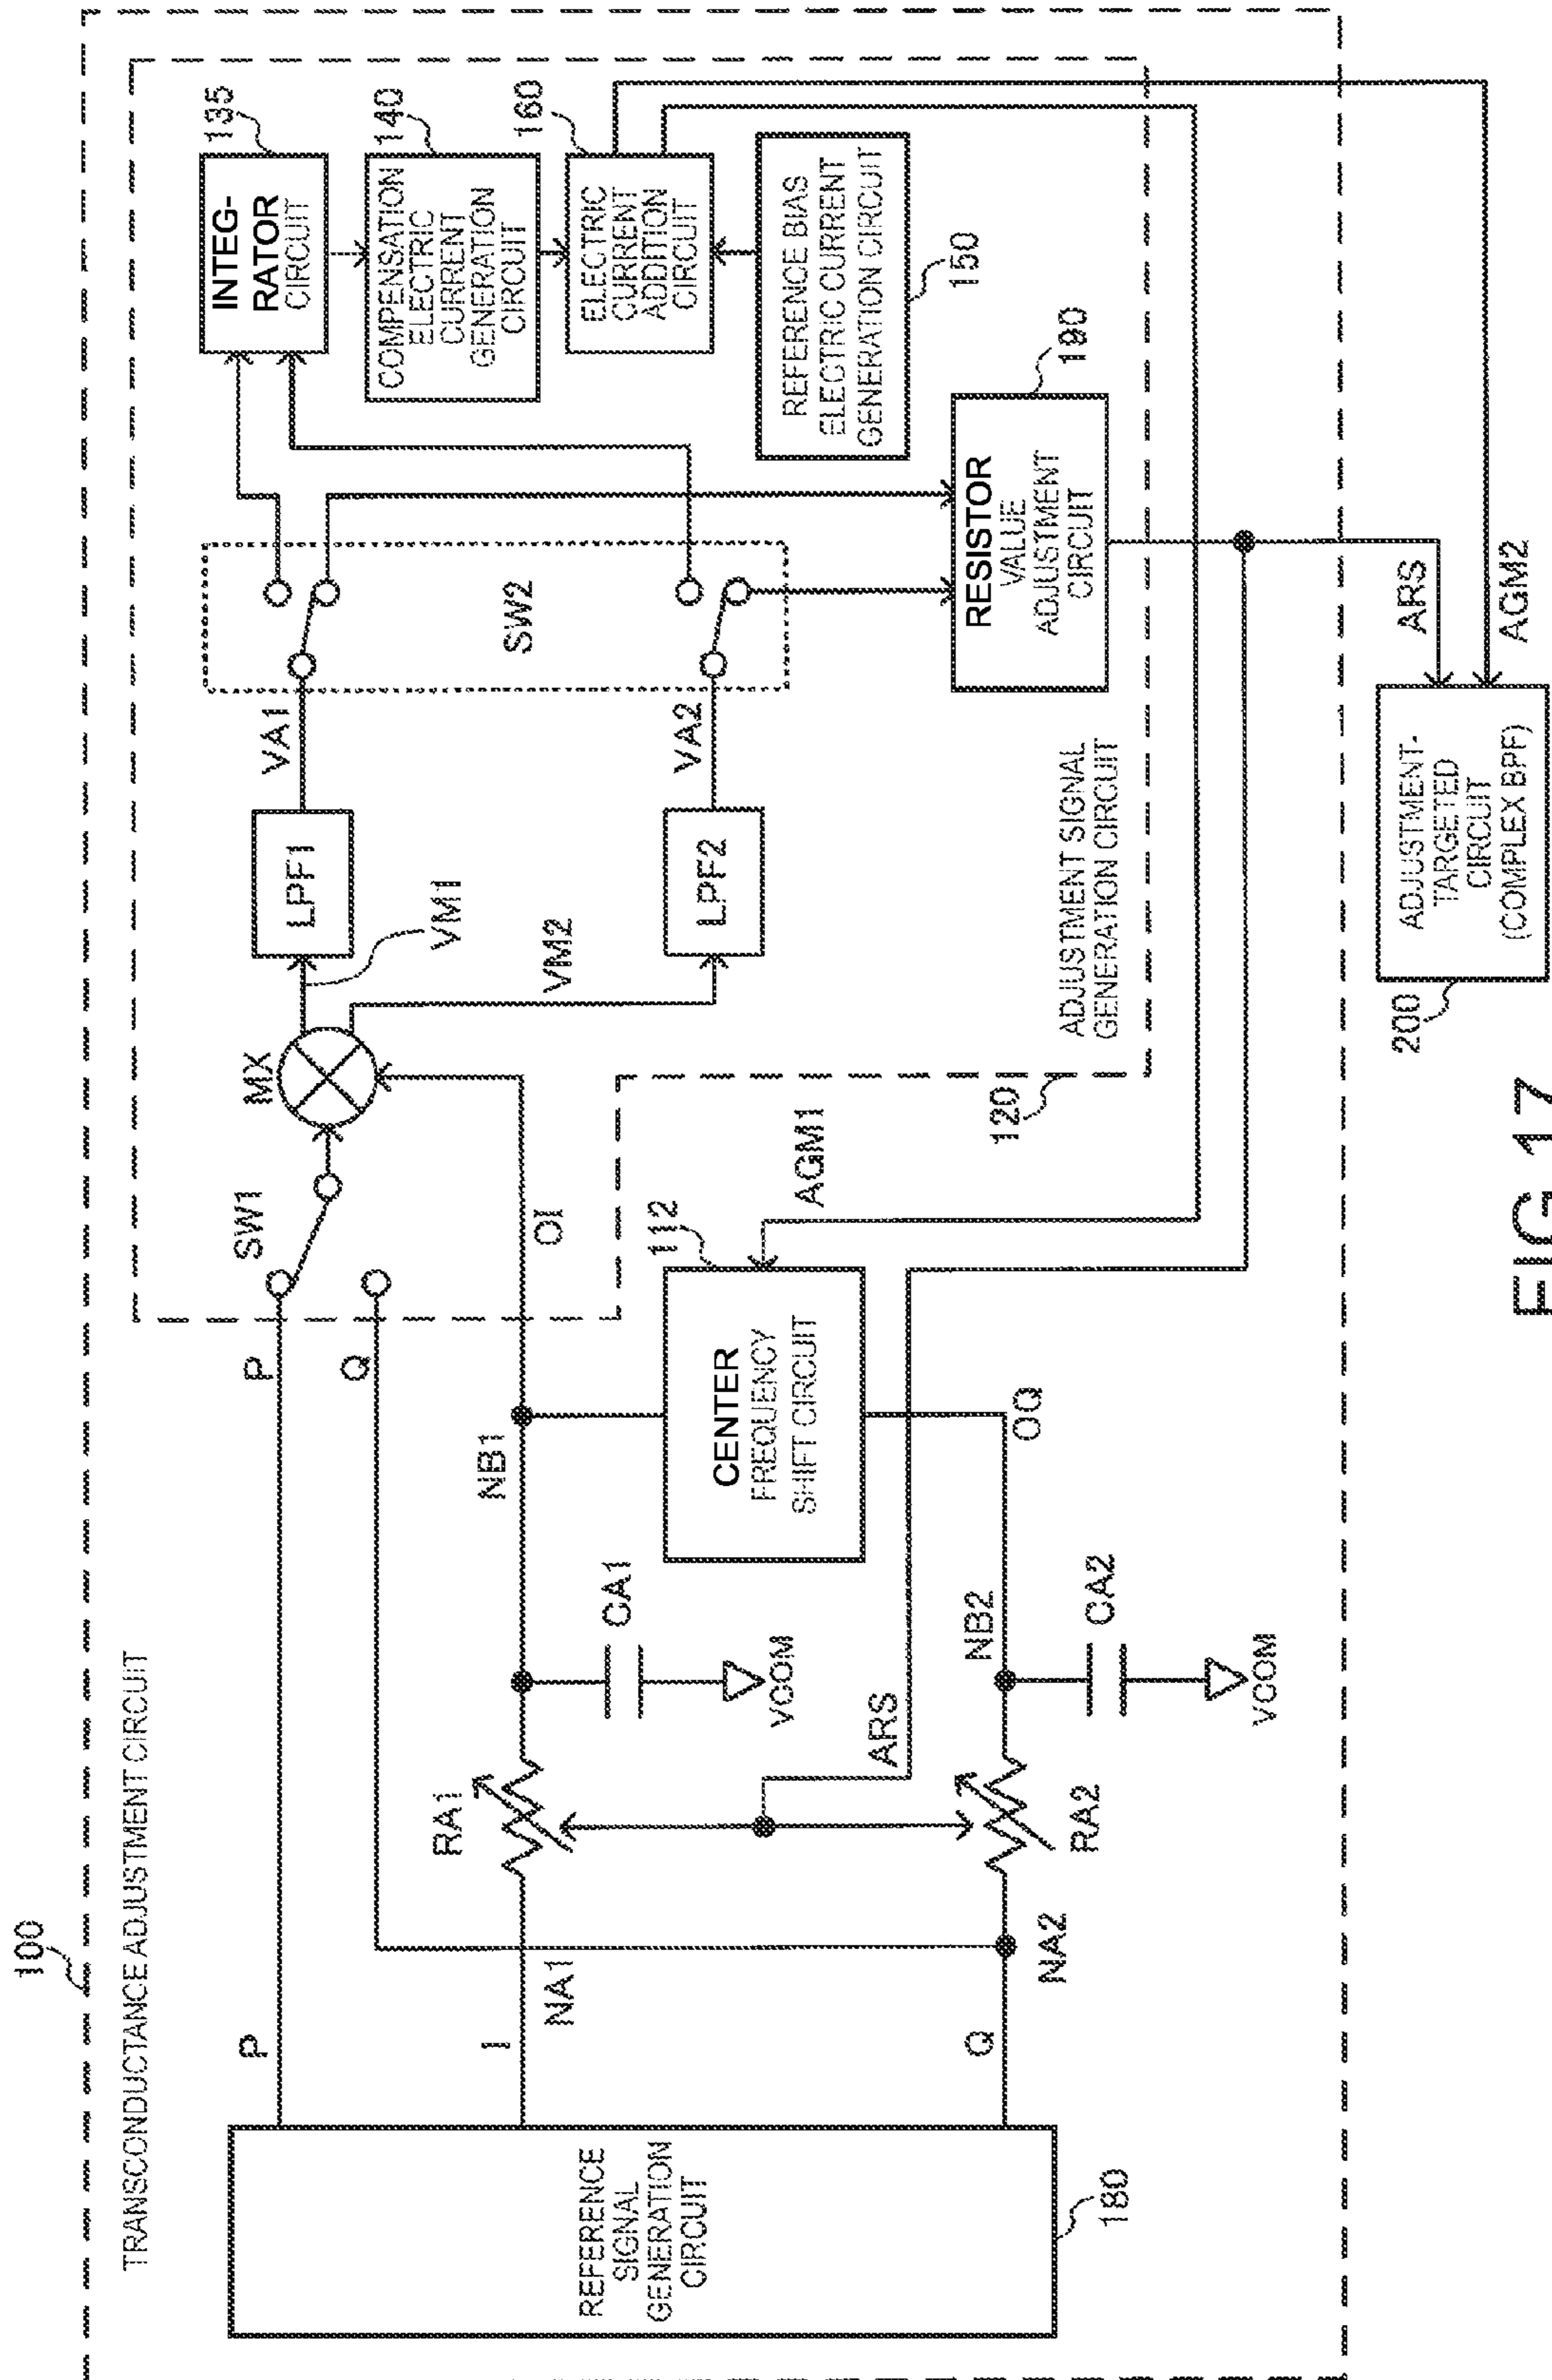 100
TRANSCONDUCTANCE ADJUSTMENT CIRCUIT
REFERENCE
SIGNAL
GENERATION
CIRCUIT
180
P
I
Q
NA1
NA2
RA1
RA2
ARS
CA1
VCOM
NB1
NB2
CA2
VCOM
P
Q
CENTER
FREQUENCY
SHIFT CIRCUIT
112
OQ
OI
AGM1
SW1
MX
120
ADJUSTMENT SIGNAL
GENERATION CIRCUIT
VM1
VM2
LPF1
LPF2
VA1
VA2
SW2
INTEG-
RATOR
CIRCUIT
135
COMPENSATION
ELECTRIC
CURRENT
GENERATION
CIRCUIT
140
ELECTRIC
CURRENT
ADDITION
CIRCUIT
160
REFERENCE BIAS
ELECTRIC CURRENT
GENERATION CIRCUIT
150
RESISTOR
VALUE
ADJUSTMENT
CIRCUIT
190
ARS
AGM2
ADJUSTMENT-
TARGETED
CIRCUIT
(COMPLEX BPF)
200
FIG.17